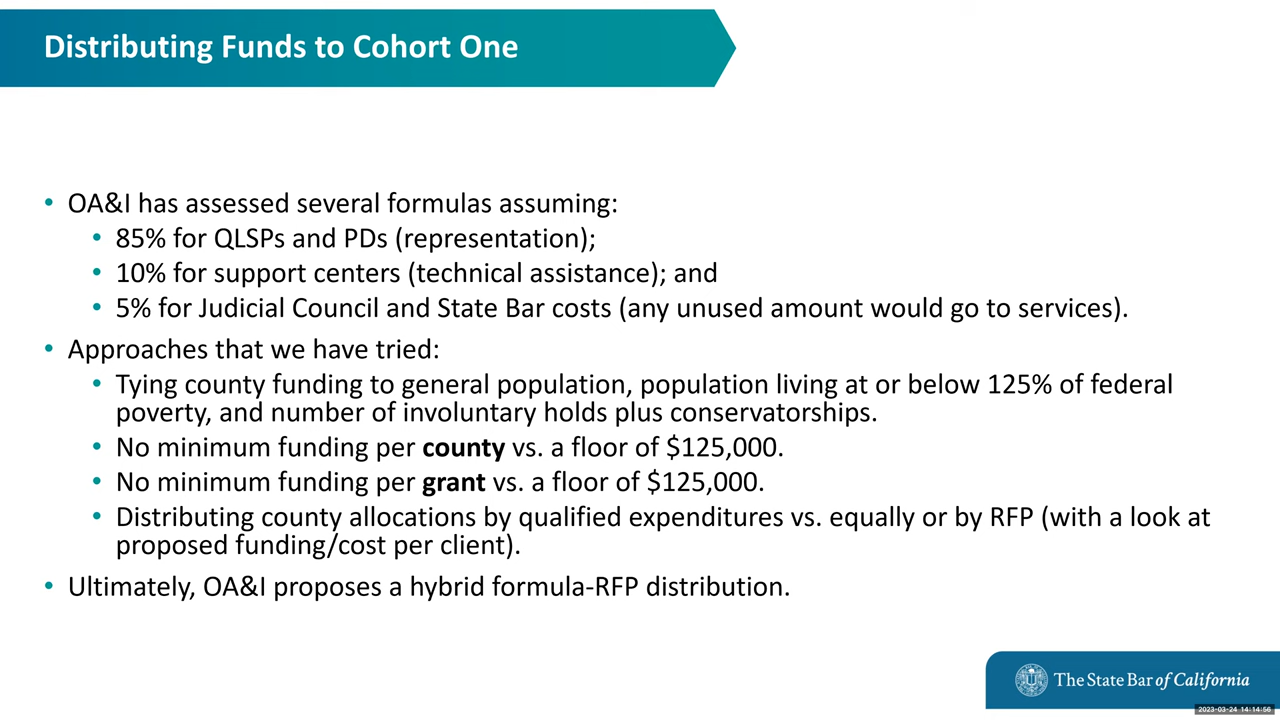 Distributing Funds to Cohort One
• OA&I has assessed several formulas assuming:
• 85% for QLSPs and PDs (representation);
• 10% for support centers (technical assistance); and
• 5% for Judicial Council and State Bar costs (any unused amount would go to services).
• Approaches that we have tried:
• Tying county funding to general population, population living at or below 125% of federal
poverty, and number of involuntary holds plus conservatorships.
• No minimum funding per county vs. a floor of $125,000.
• No minimum funding per grant vs. a floor of $125,000.
• Distributing county allocations by qualified expenditures vs. equally or by RFP (with a look at
proposed funding/cost per client).
• Ultimately, OA&I proposes a hybrid formula-RFP distribution.
The State Bar of California
2023-03-24 14:14:56